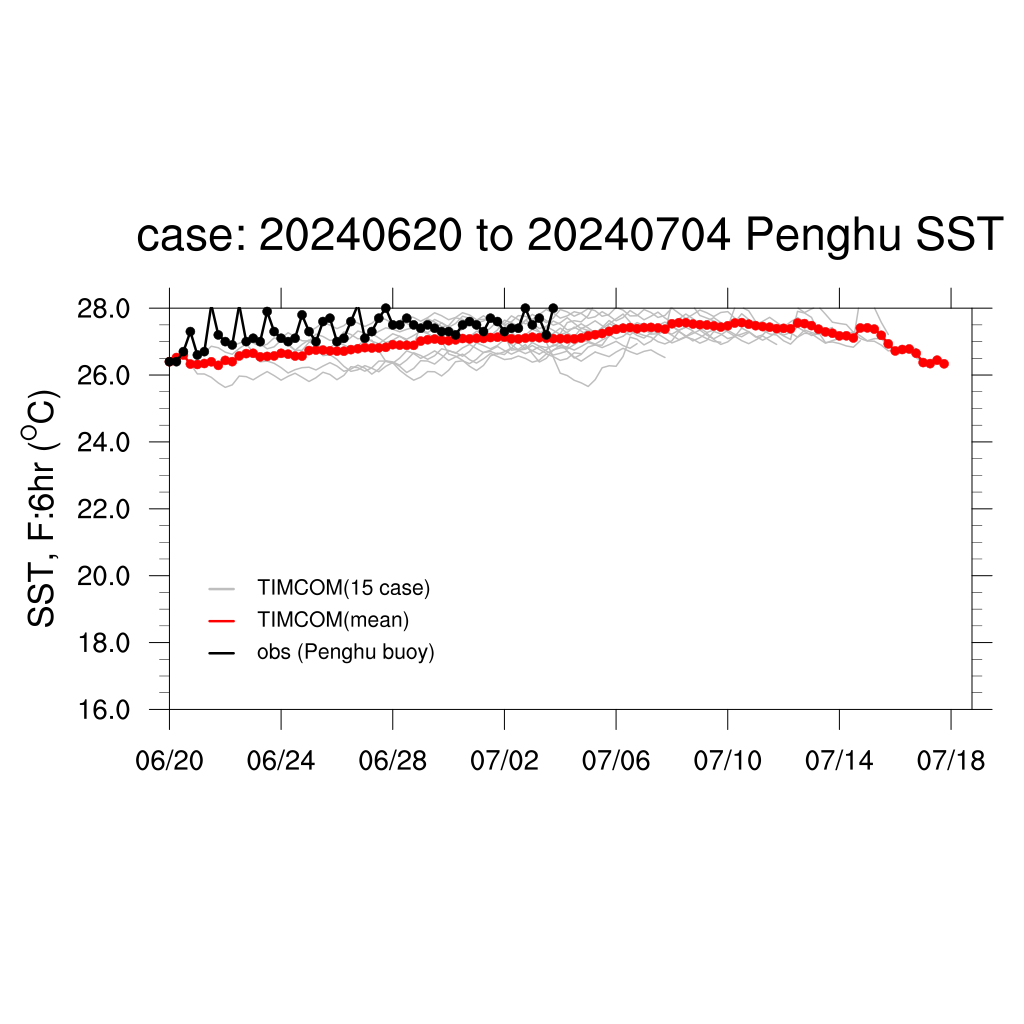 case: 20240620 to 20240704 Penghu SST
SST, F:6hr (°C)
28.0
26.0
24.0
22.0
20.0
18.0
16.0
TIMCOM(15 case)
TIMCOM(mean)
obs (Penghu buoy)
06/20 06/24 06/28 07/02 07/06 07/10 07/14 07/18